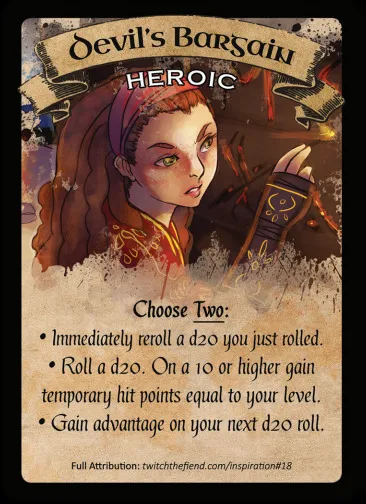 Devil's Bargain
HEROIC
Choose Two:
• Immediately reroll a d20 you just rolled.
• Roll a d20. On a 10 or higher gain
temporary hit points equal to your level.
• Gain advantage on your next d20 roll.
Full Attribution: twitchthefiend.com/inspiration#18